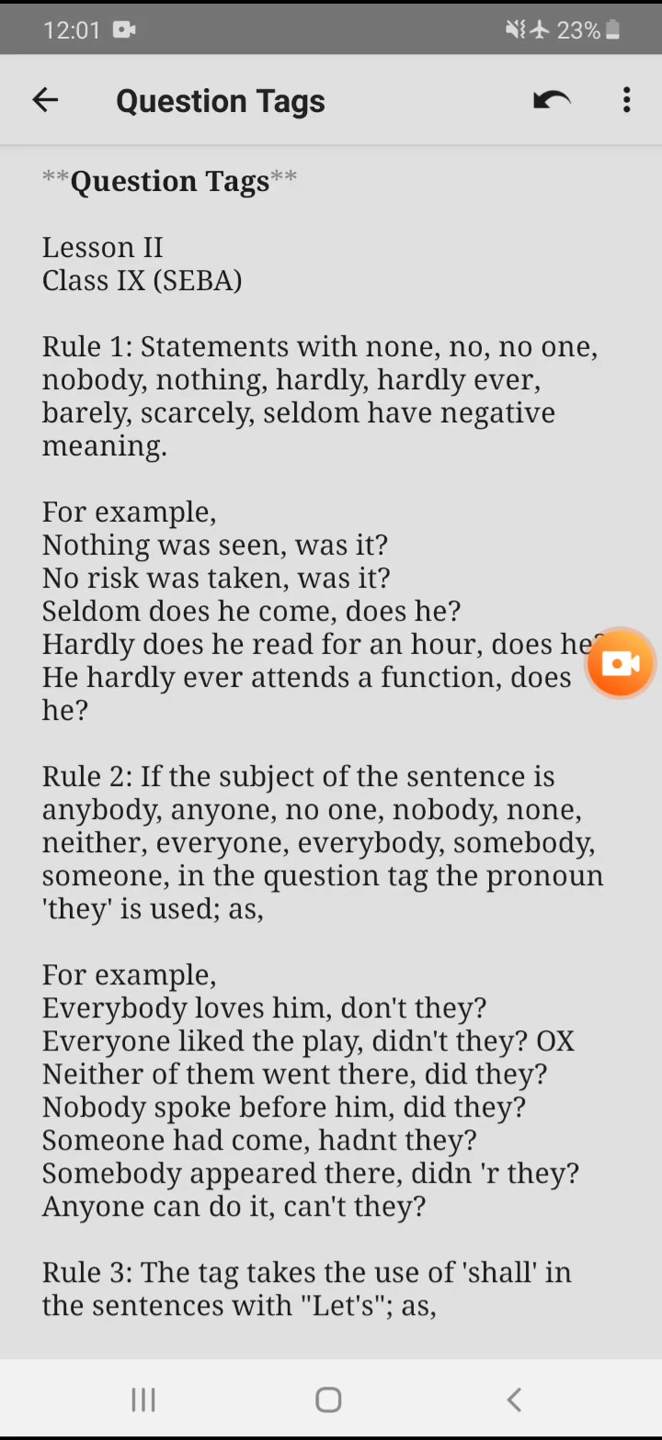 12:01
23%
Question Tags
**Question Tags**
Lesson II
Class IX (SEBA)
Rule 1: Statements with none, no, no one,
nobody, nothing, hardly, hardly ever,
barely, scarcely, seldom have negative
meaning.
For example,
Nothing was seen, was it?
No risk was taken, was it?
Seldom does he come, does he?
Hardly does he read for an hour, does he?
He hardly ever attends a function, does
he?
Rule 2: If the subject of the sentence is
anybody, anyone, no one, nobody, none,
neither, everyone, everybody, somebody,
someone, in the question tag the pronoun
'they' is used; as,
For example,
Everybody loves him, don't they?
Everyone liked the play, didn't they? OX
Neither of them went there, did they?
Nobody spoke before him, did they?
Someone had come, hadnt they?
Somebody appeared there, didn 'r they?
Anyone can do it, can't they?
Rule 3: The tag takes the use of 'shall' in
the sentences with "Let's"; as,